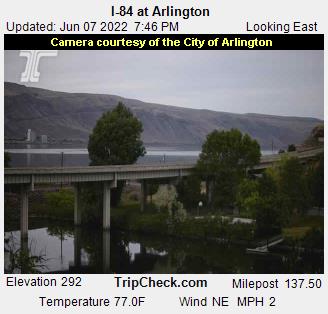 I-84 at Arlington
Updated: Jun 07 2022 7:46 PM Looking East
Camera courtesy of the City of Arlington
Elevation 292 TripCheck.com Milepost 137.50
Temperature 77.0F Wind NE MPH 2